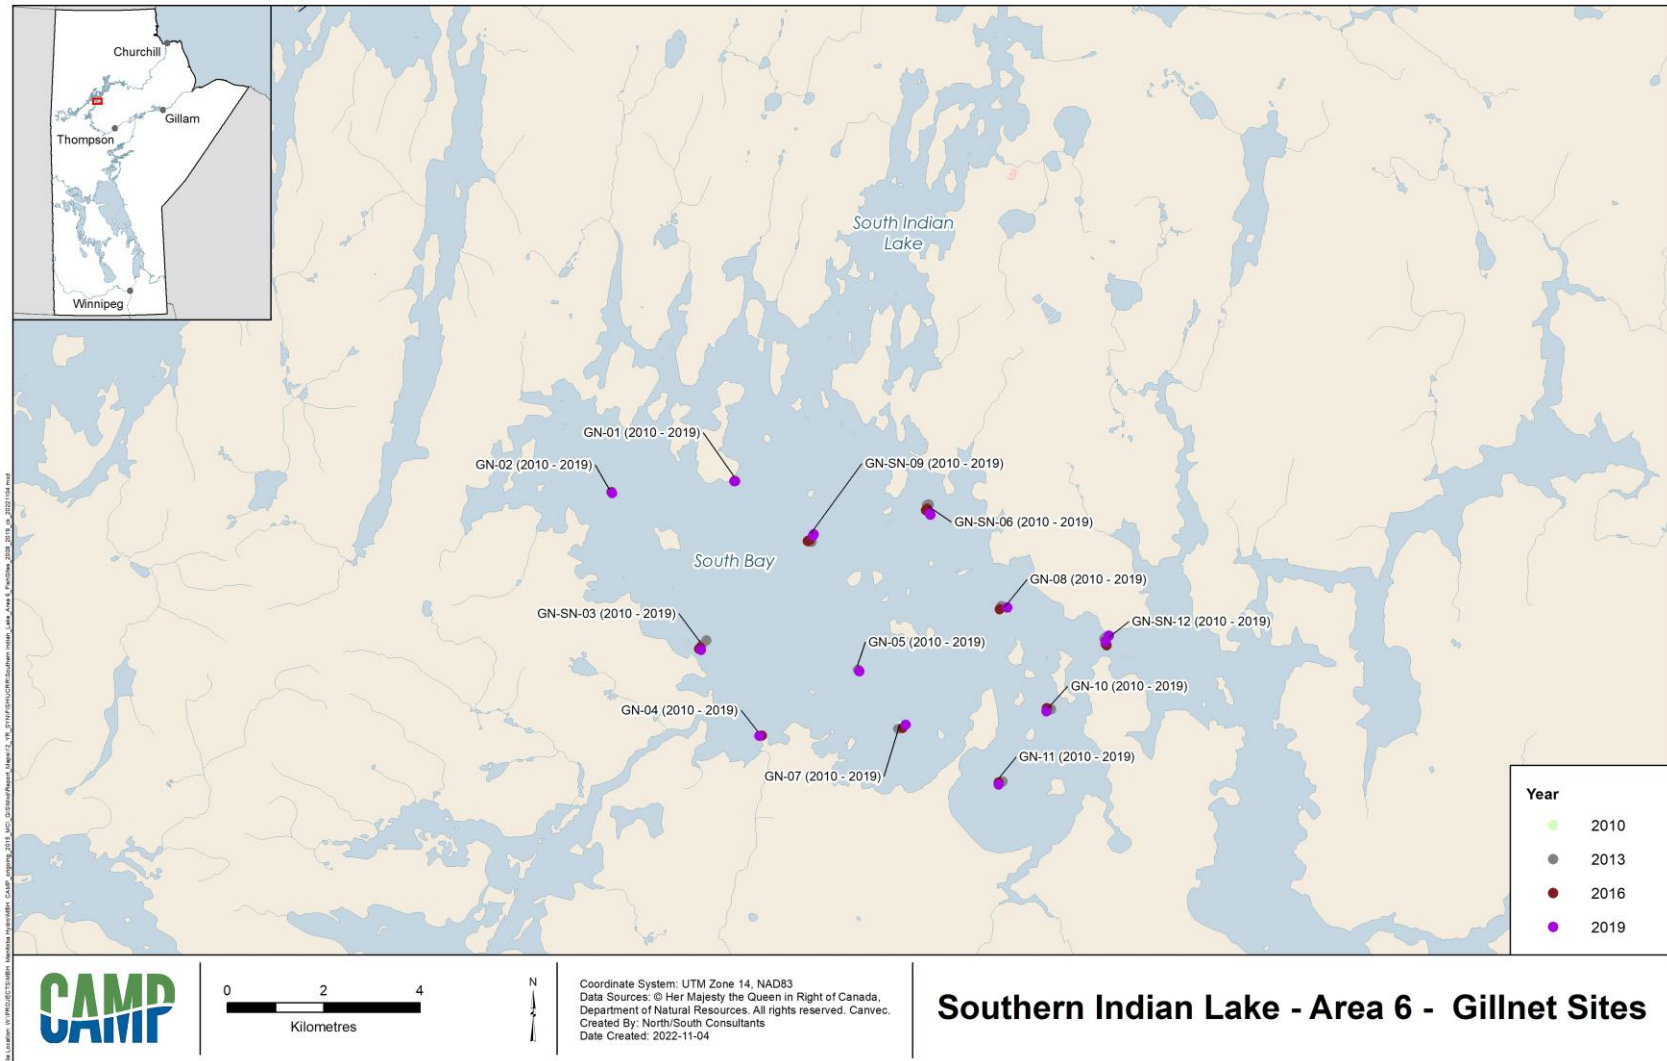 Churchill
Gillam
Thompson
Winnipeg
South Indian
Lake
GN-01 (2010 - 2019)
GN-02 (2010 - 2019)
GN-SN-09 (2010 - 2019)
GN-SN-06 (2010 - 2019)
South Bay
GN-08 (2010 - 2019)
GN-SN-03 (2010 - 2019)
GN-SN-12 (2010 - 2019)
GN-05 (2010 - 2019)
GN-10 (2010 - 2019)
GN-04 (2010 - 2019)
GN-11 (2010 - 2019)
GN-07 (2010 - 2019)
Year
2010
2013
2016
2019
CAMP
0 2 4
Kilometres
N
Coordinate System: UTM Zone 14, NAD83
Data Sources: © Her Majesty the Queen in Right of Canada,
Department of Natural Resources. All rights reserved. Canvec.
Created By: North/South Consultants
Date Created: 2022-11-04
Southern Indian Lake - Area 6 - Gillnet Sites